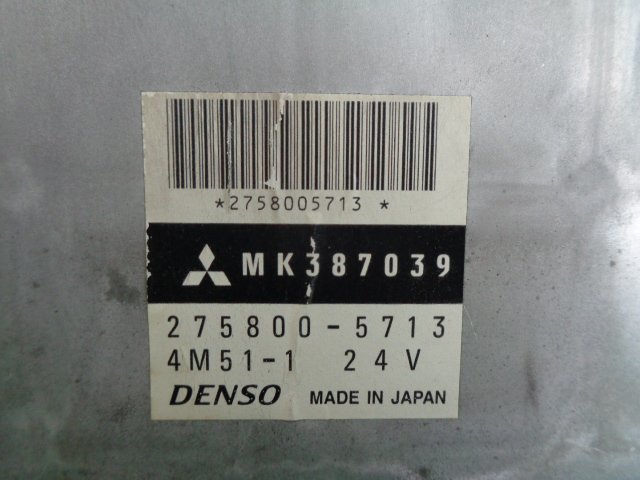 *2758005713 *
MK387039
275800-5713
4M51-1 24V
DENSO MADE IN JAPAN